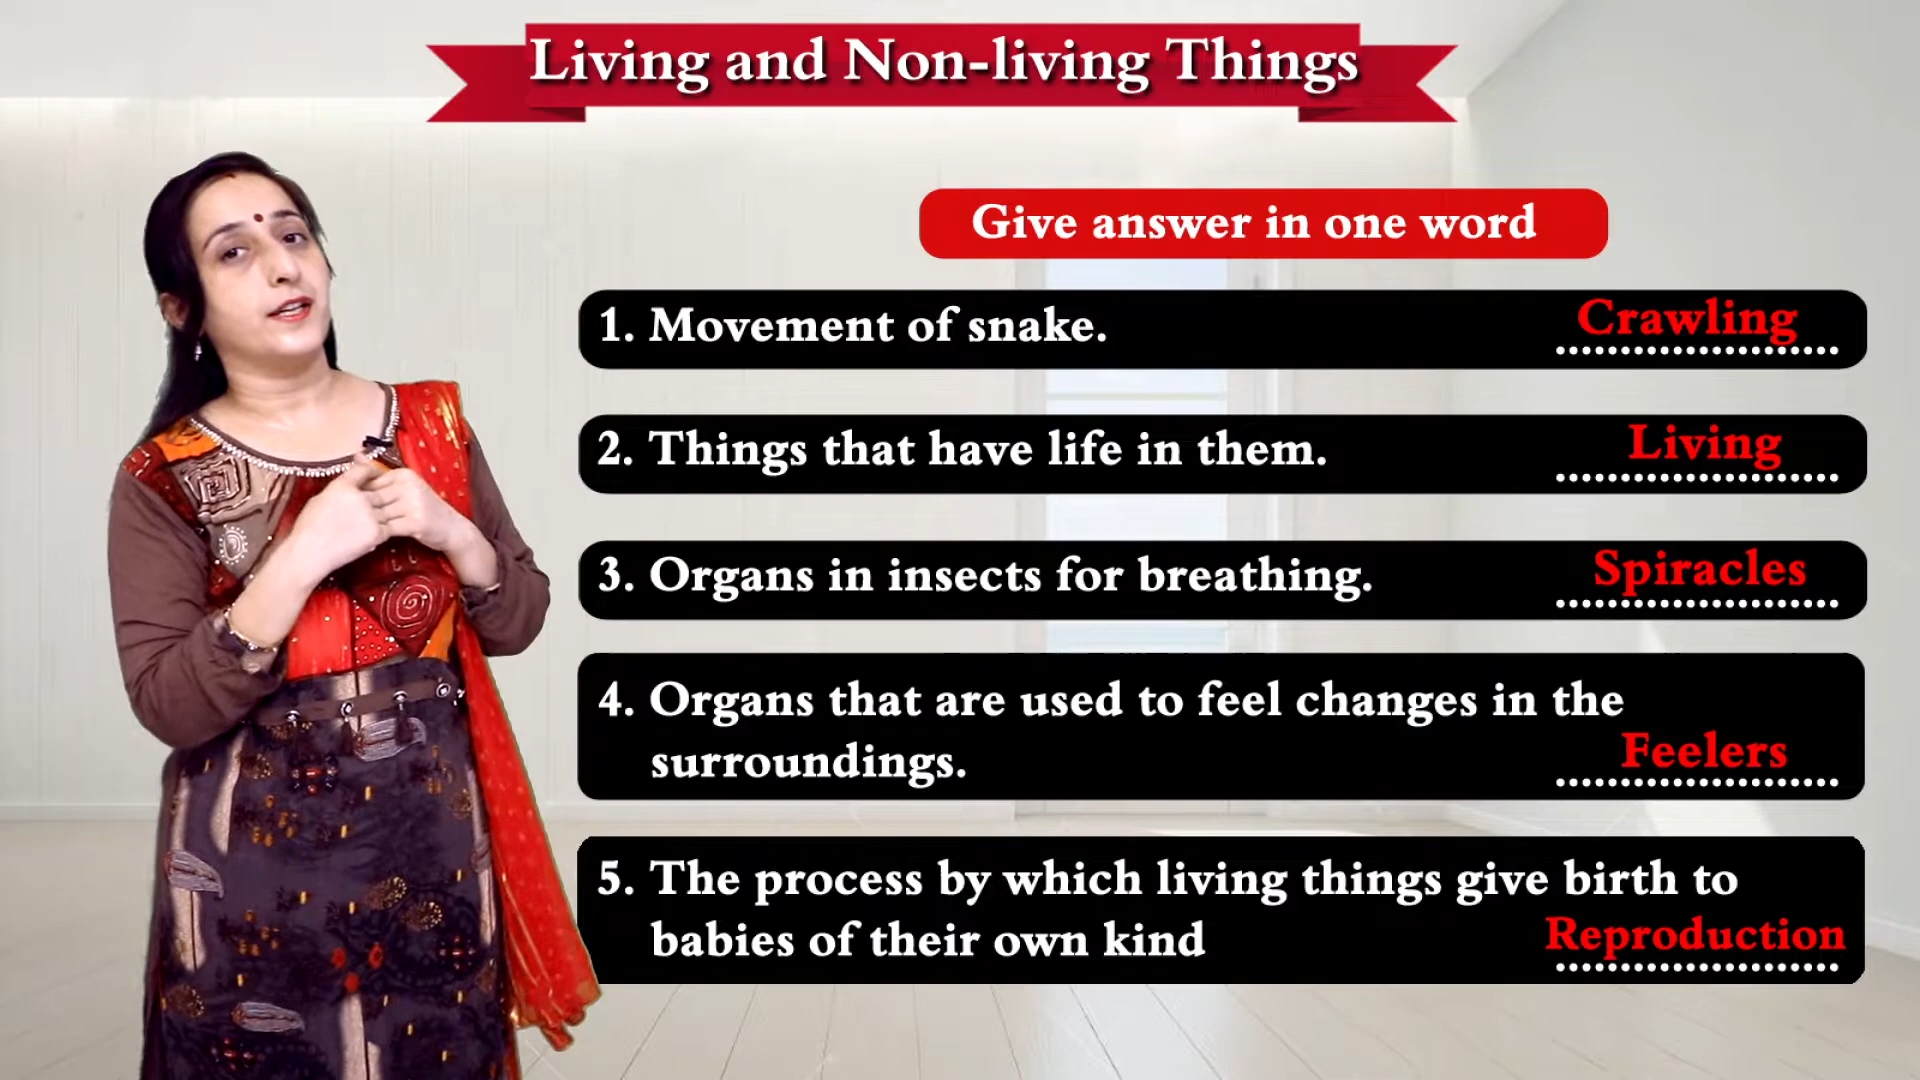 Living and Non-living Things
Give answer in one word
1. Movement of snake. Crawling
2. Things that have life in them. Living
3. Organs in insects for breathing. Spiracles
4. Organs that are used to feel changes in the
surroundings. Feelers
5. The process by which living things give birth to
babies of their own kind Reproduction